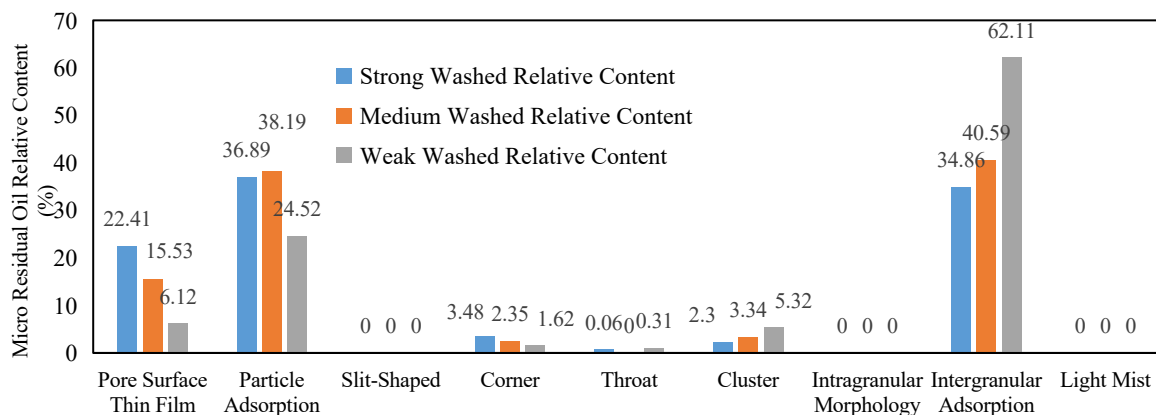 Micro Residual Oil Relative Content
(%)
70
60
50
40
30
20
10
0
Strong Washed Relative Content
Medium Washed Relative Content
Weak Washed Relative Content
22.41
15.53
6.12
36.89
38.19
24.52
0 0 0
3.48
2.35
1.62
0.06
0
0.31
2.3
3.34
5.32
0 0 0
34.86
40.59
62.11
0 0 0
Pore Surface
Thin Film
Particle
Adsorption
Slit-Shaped
Corner
Throat
Cluster
Intragranular
Morphology
Intergranular
Adsorption
Light Mist